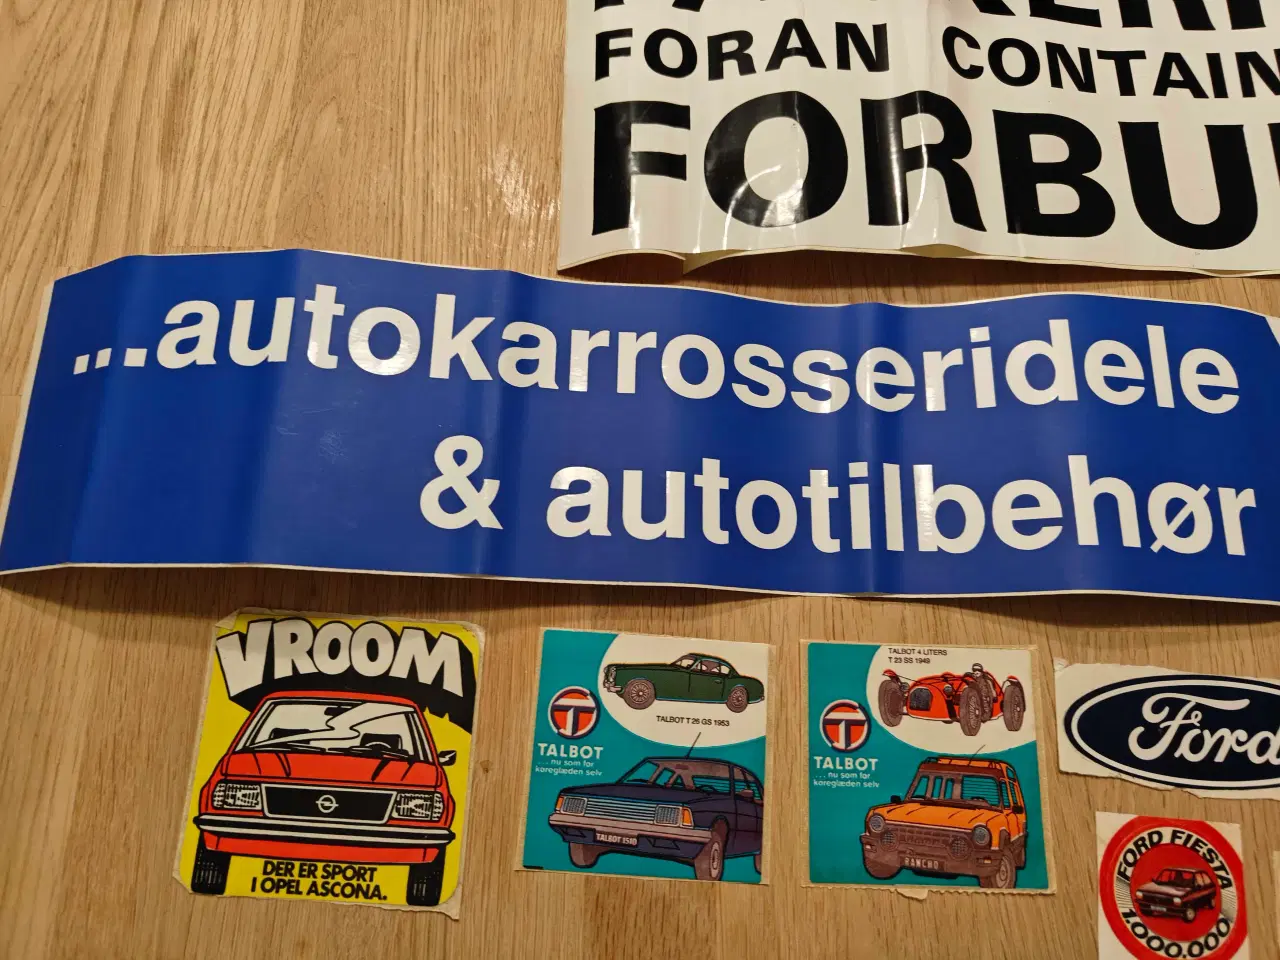 FORAN CONTAIN
FORBU
...autokarrosseridele
& autotilbehør
VROOM
DER ER SPORT
I OPEL ASCONA.
TALBOT T 26 GS 1953
TALBOT
...nu som før
køreglæden selv
TALBOT 1510
TALBOT 4 LITERS
T 23 SS 1949
TALBOT
...nu som før
køreglæden selv
RANCHO
Ford
FORD FIESTA
1.000.000